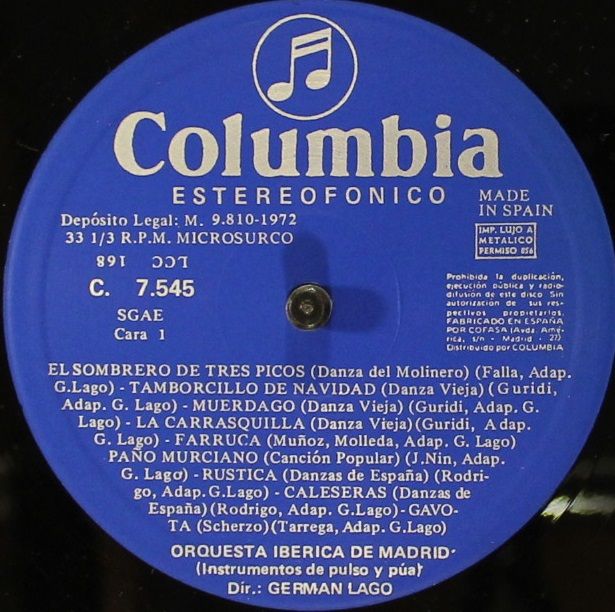 Columbia
ESTEREOFONICO
MADE
IN SPAIN
Depósito Legal: M. 9.810-1972
33 1/3 R.P.M. MICROSURCO
LCC 168
C. 7.545
SGAE
Cara 1
IMP. LUJO A
METALICO
PERMISO 856
Prohibida la duplicación,
ejecución pública y radio-
difusión de este disco Sin
autorización de sus res-
pectivos propietarios.
FABRICADO EN ESPAÑA
POR COFASA (Avda. Amé-
rica, s/n - Madrid - 27)
Distribuido por COLUMBIA
EL SOMBRERO DE TRES PICOS (Danza del Molinero) (Falla, Adap.
G.Lago) - TAMBORCILLO DE NAVIDAD (Danza Vieja) (Guridi,
Adap. G. Lago) - MUERDAGO (Danza Vieja) (Guridi, Adap. G.
Lago) - LA CARRASQUILLA (Danza Vieja) (Guridi, Adap.
G. Lago) - FARRUCA (Muñoz, Molleda, Adap. G. Lago)
PAÑO MURCIANO (Canción Popular) (J.Nin, Adap.
G. Lago) - RUSTICA (Danzas de España) (Rodri-
go, Adap. G.Lago) - CALESERAS (Danzas de
España) (Rodrigo, Adap. G.Lago) - GAVO-
TA (Scherzo) (Tarrega, Adap. G.Lago)
ORQUESTA IBERICA DE MADRID
(Instrumentos de pulso y púa)
Dir.: GERMAN LAGO